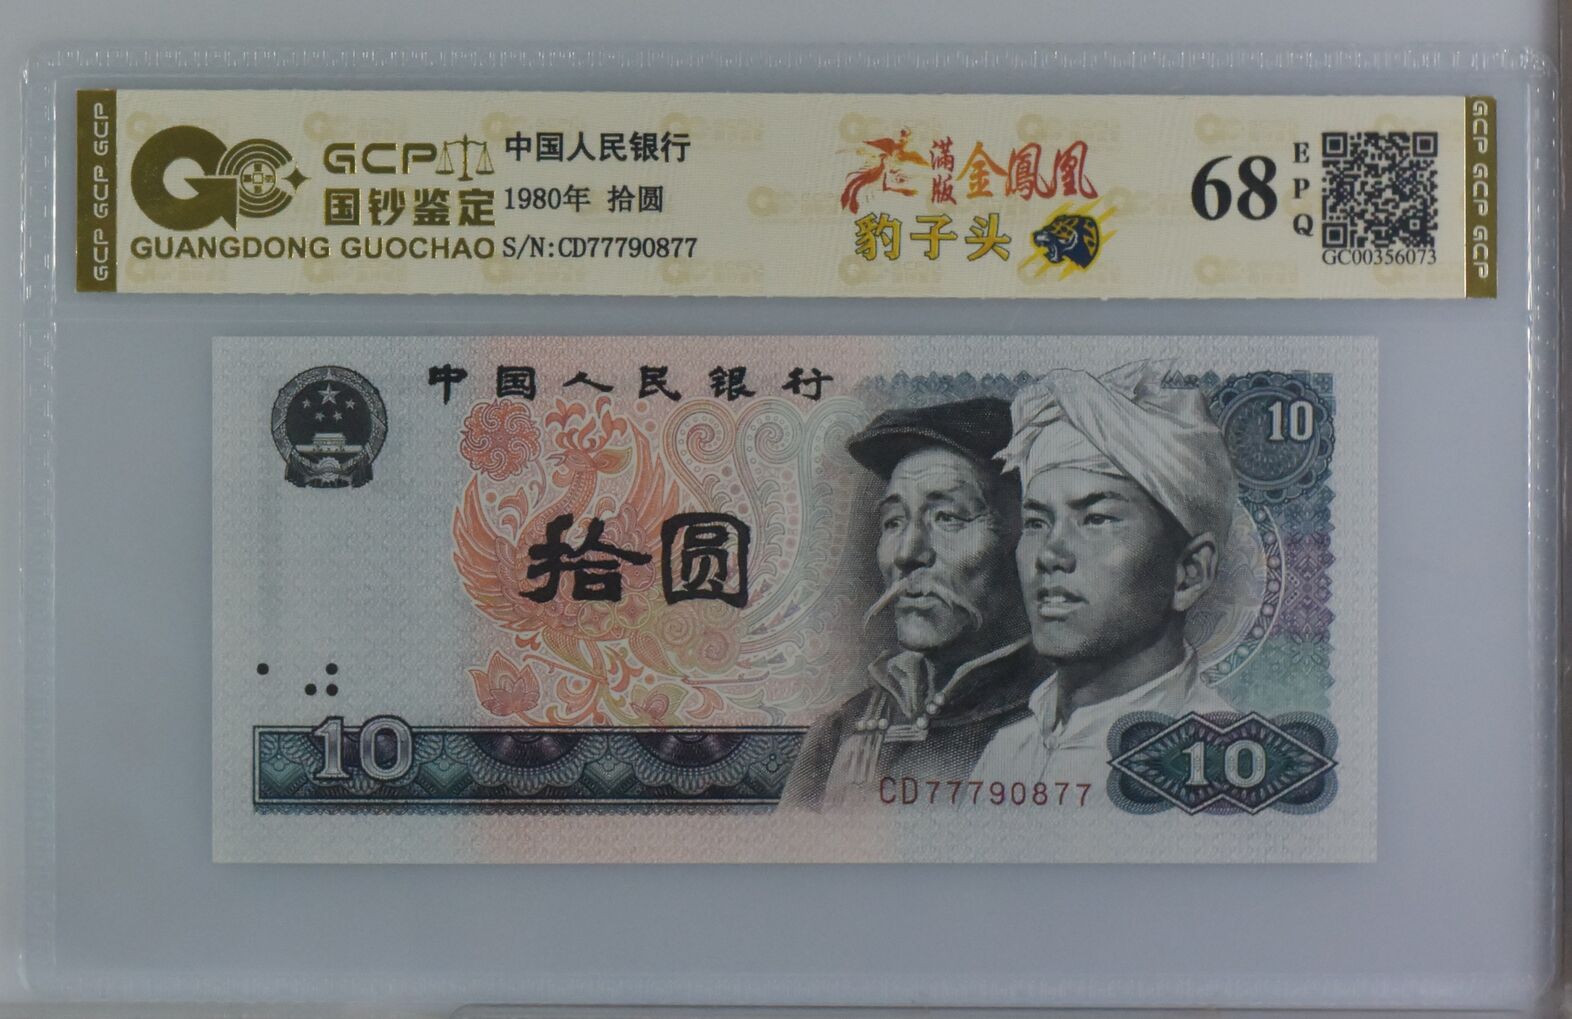 GCP GCP GCP
GCP
国钞鉴定
GUANGDONG GUOCHAO
中国人民银行
1980年 拾圆
S/N:CD77790877
满版 金鳳凰
豹子头
68
EPQ
GC00356073
GCP GCP GCP
中国人民银行
10
拾圆
10
CD77790877
10